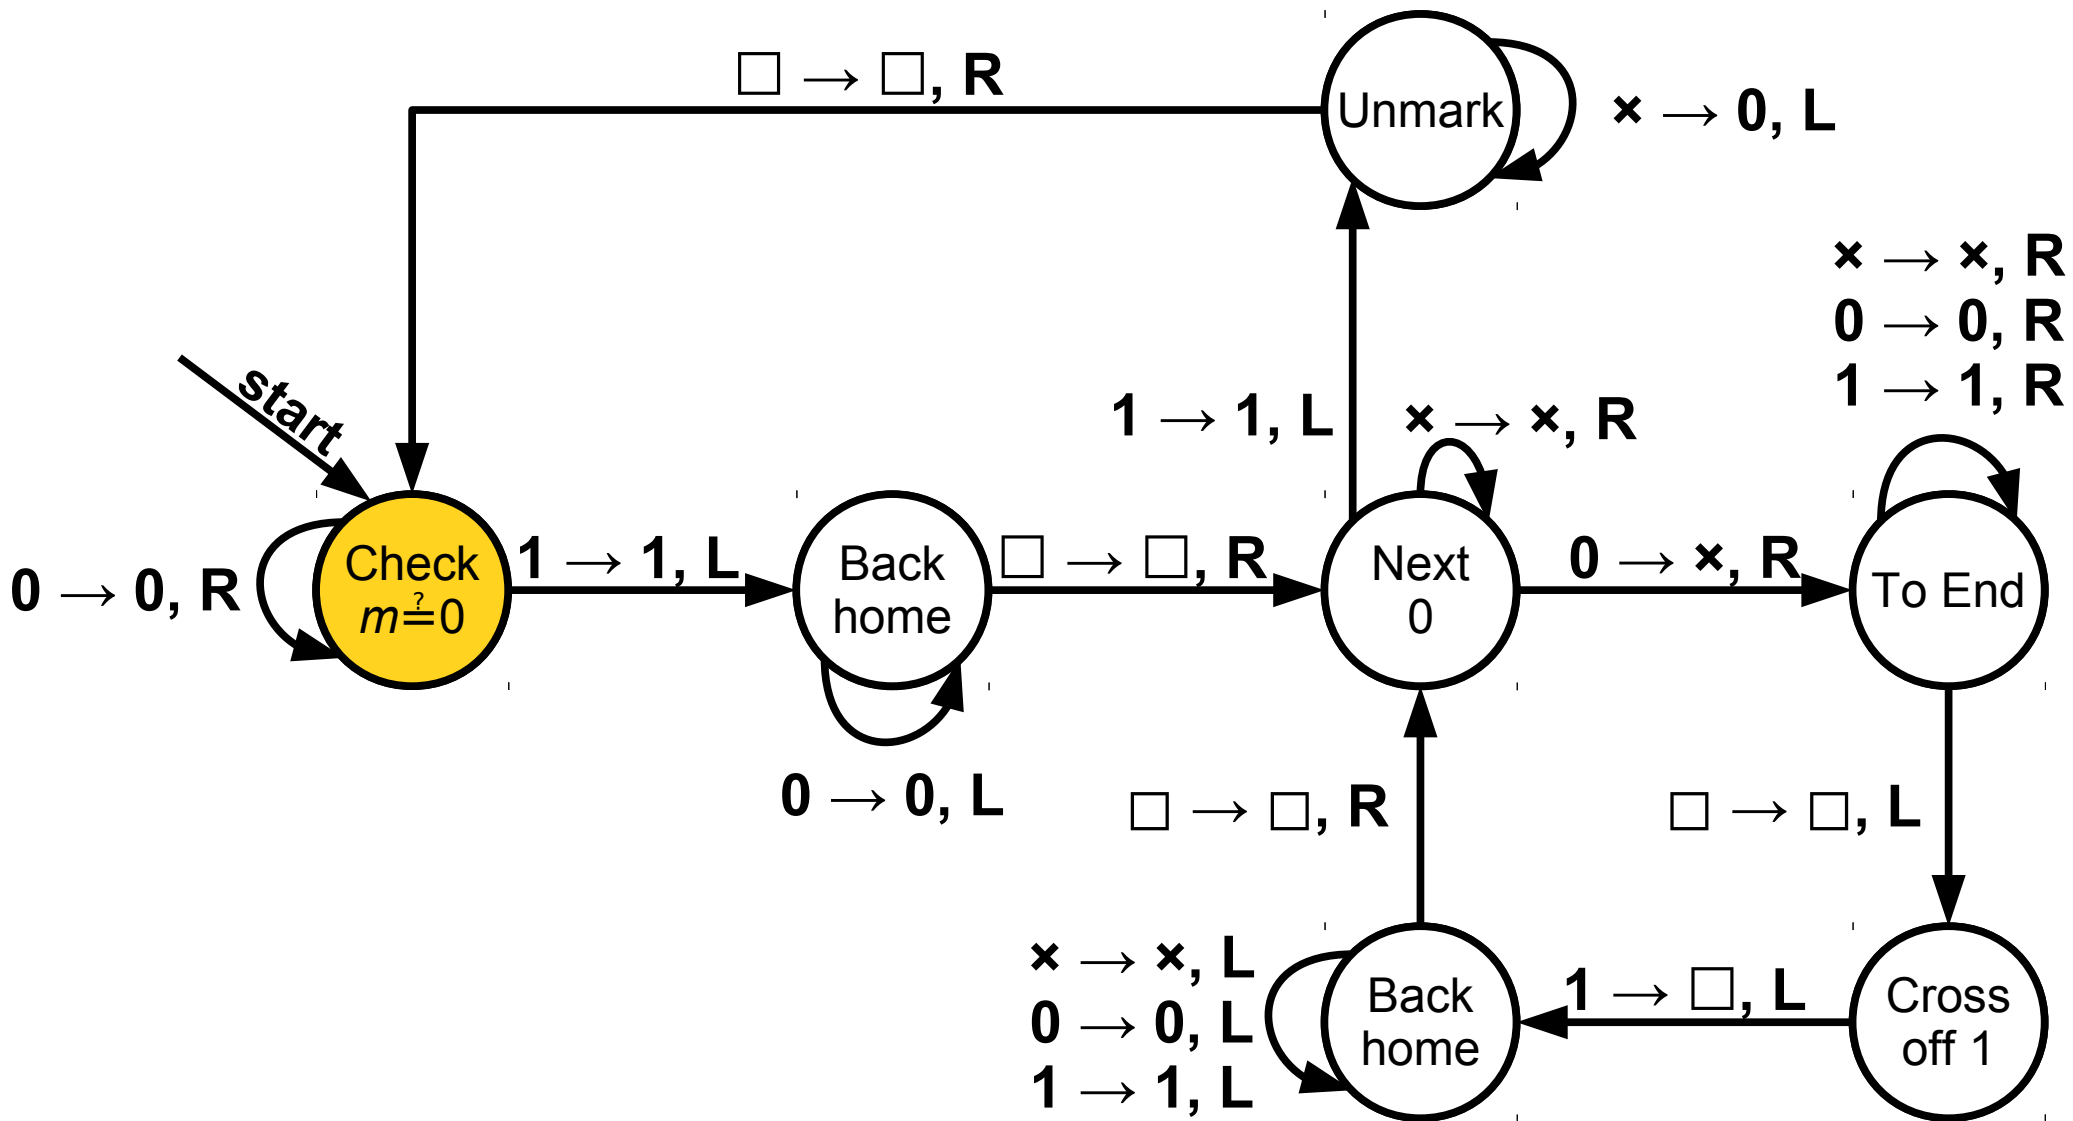 □ → □, R
Unmark
× → 0, L
× → ×, R
0 → 0, R
1 → 1, R
start
1 → 1, L
× → ×, R
0 → 0, R
Check
m≟0
1 → 1, L
Back
home
□ → □, R
Next
0
0 → ×, R
To End
0 → 0, L
□ → □, R
□ → □, L
× → ×, L
0 → 0, L
1 → 1, L
Back
home
1 → □, L
Cross
off 1